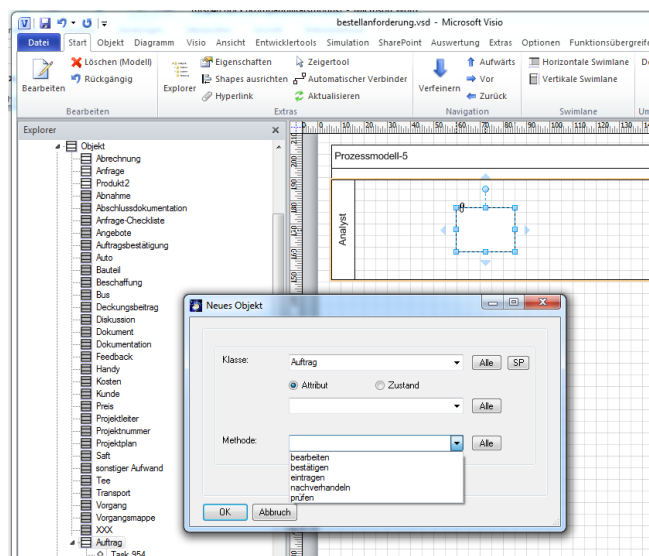 bestellanforderung.vsd - Microsoft Visio
Datei Start Objekt Diagramm Visio Ansicht Entwicklertools Simulation SharePoint Auswertung Extras Optionen Funktionsübergreife
Bearbeiten
Löschen (Modell)
Rückgängig
Bearbeiten
Explorer
Eigenschaften
Shapes ausrichten
Hyperlink
Zeigertool
Automatischer Verbinder
Aktualisieren
Extras
Verfeinern
Aufwärts
Vor
Zurück
Navigation
Horizontale Swimlane
Vertikale Swimlane
Swimlane
Explorer
Objekt
Abrechnung
Anfrage
Produkt2
Abnahme
Abschlussdokumentation
Anfrage-Checkliste
Angebote
Auftragsbestätigung
Auto
Bauteil
Beschaffung
Bus
Deckungsbeitrag
Diskussion
Dokument
Dokumentation
Feedback
Handy
Kosten
Kunde
Preis
Projektleiter
Projektnummer
Projektplan
Saft
sonstiger Aufwand
Tee
Transport
Vorgang
Vorgangsmappe
XXX
Auftrag
Task_954
Prozessmodell-5
Analyst
Neues Objekt
Klasse: Auftrag Alle SP
Attribut Zustand
Alle
Methode: Alle
bearbeiten
bestätigen
eintragen
nachverhandeln
prüfen
OK Abbruch